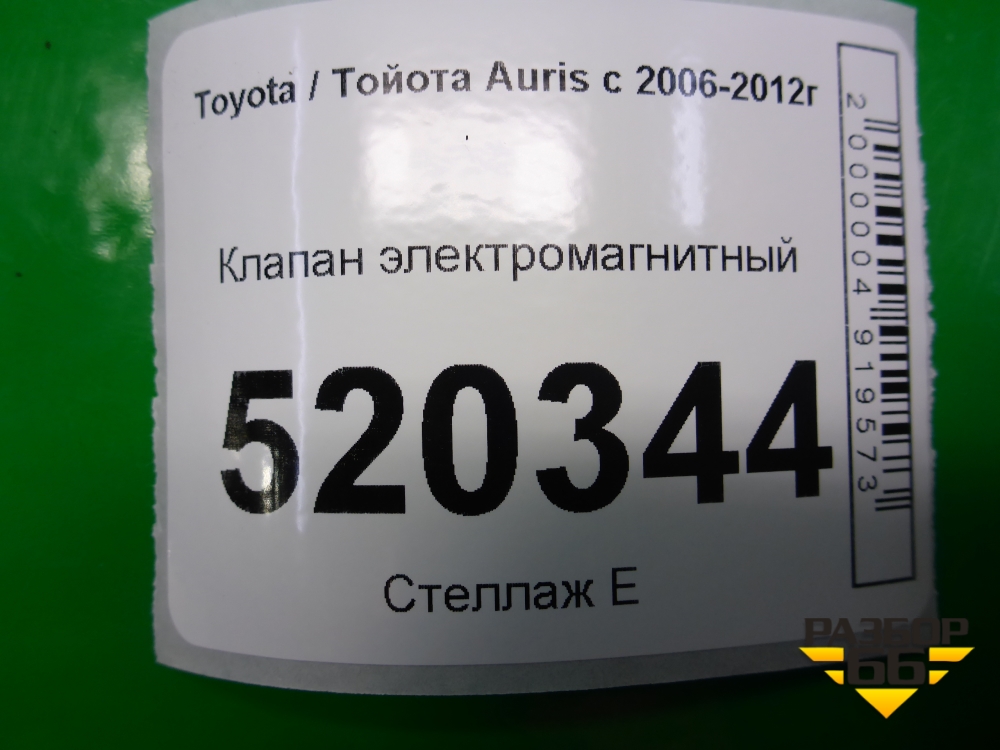 Toyota / Тойота Auris с 2006-2012г
Клапан электромагнитный
520344
Стеллаж Е
2000004919573
РАЗБОР
66